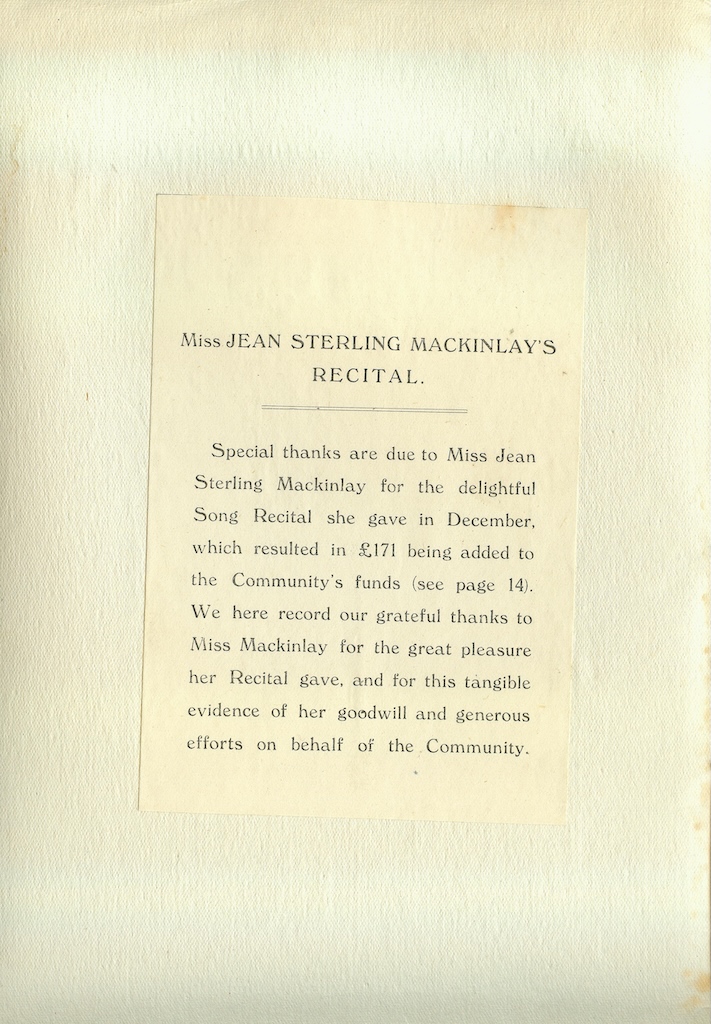 Miss JEAN STERLING MACKINLAY'S
RECITAL.
Special thanks are due to Miss Jean
Sterling Mackinlay for the delightful
Song Recital she gave in December,
which resulted in £171 being added to
the Community's funds (see page 14).
We here record our grateful thanks to
Miss Mackinlay for the great pleasure
her Recital gave, and for this tangible
evidence of her goodwill and generous
efforts on behalf of the Community.